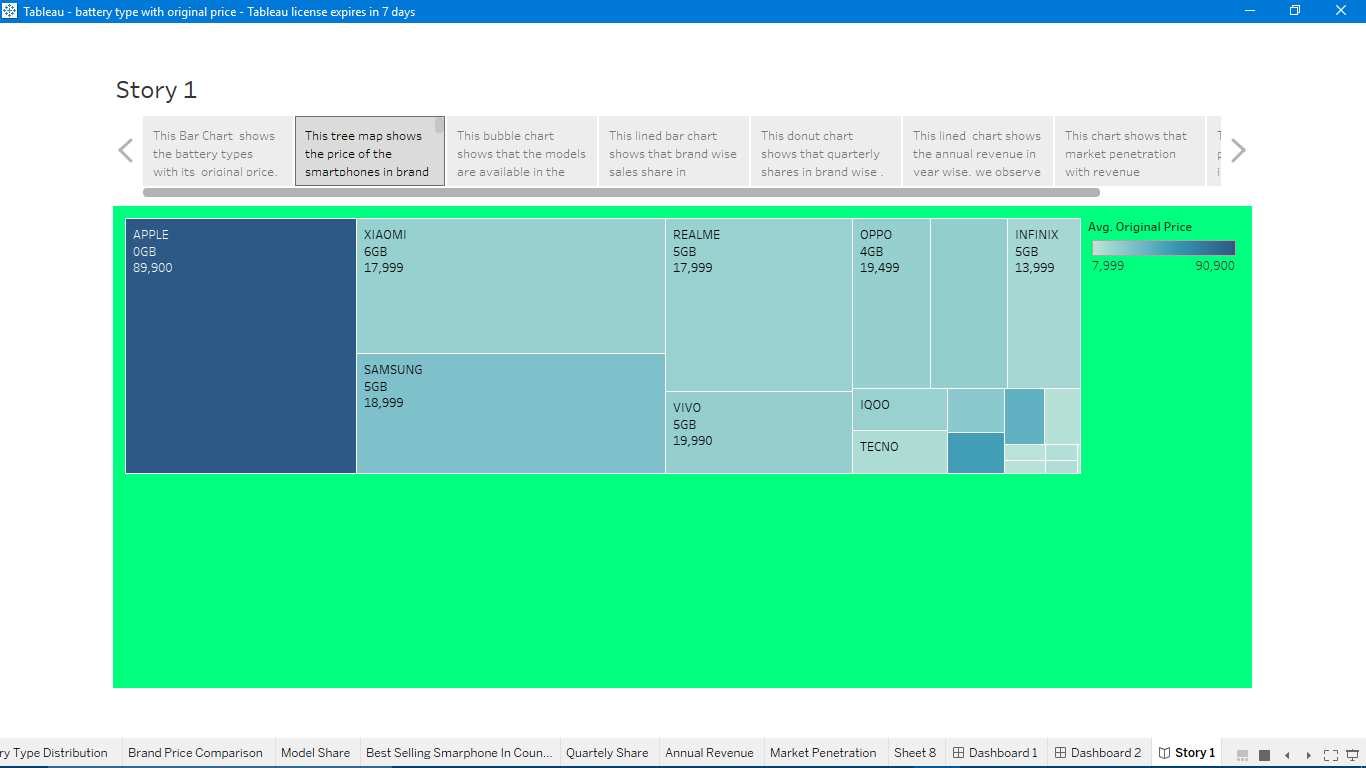 Tableau - battery type with original price - Tableau license expires in 7 days
Story 1
This Bar Chart shows
the battery types
with its original price.
This tree map shows
the price of the
smartphones in brand
This bubble chart
shows that the models
are available in the
This lined bar chart
shows that brand wise
sales share in
This donut chart
shows that quarterly
shares in brand wise .
This lined chart shows
the annual revenue in
year wise. we observe
This chart shows that
market penetration
with revenue
APPLE
0GB
89,900
XIAOMI
6GB
17,999
SAMSUNG
5GB
18,999
REALME
5GB
17,999
VIVO
5GB
19,990
OPPO
4GB
19,499
INFINIX
5GB
13,999
IQOO
TECNO
Avg. Original Price
7,999 90,900
ry Type Distribution
Brand Price Comparison
Model Share
Best Selling Smarphone In Coun...
Quartely Share
Annual Revenue
Market Penetration
Sheet 8
Dashboard 1
Dashboard 2
Story 1